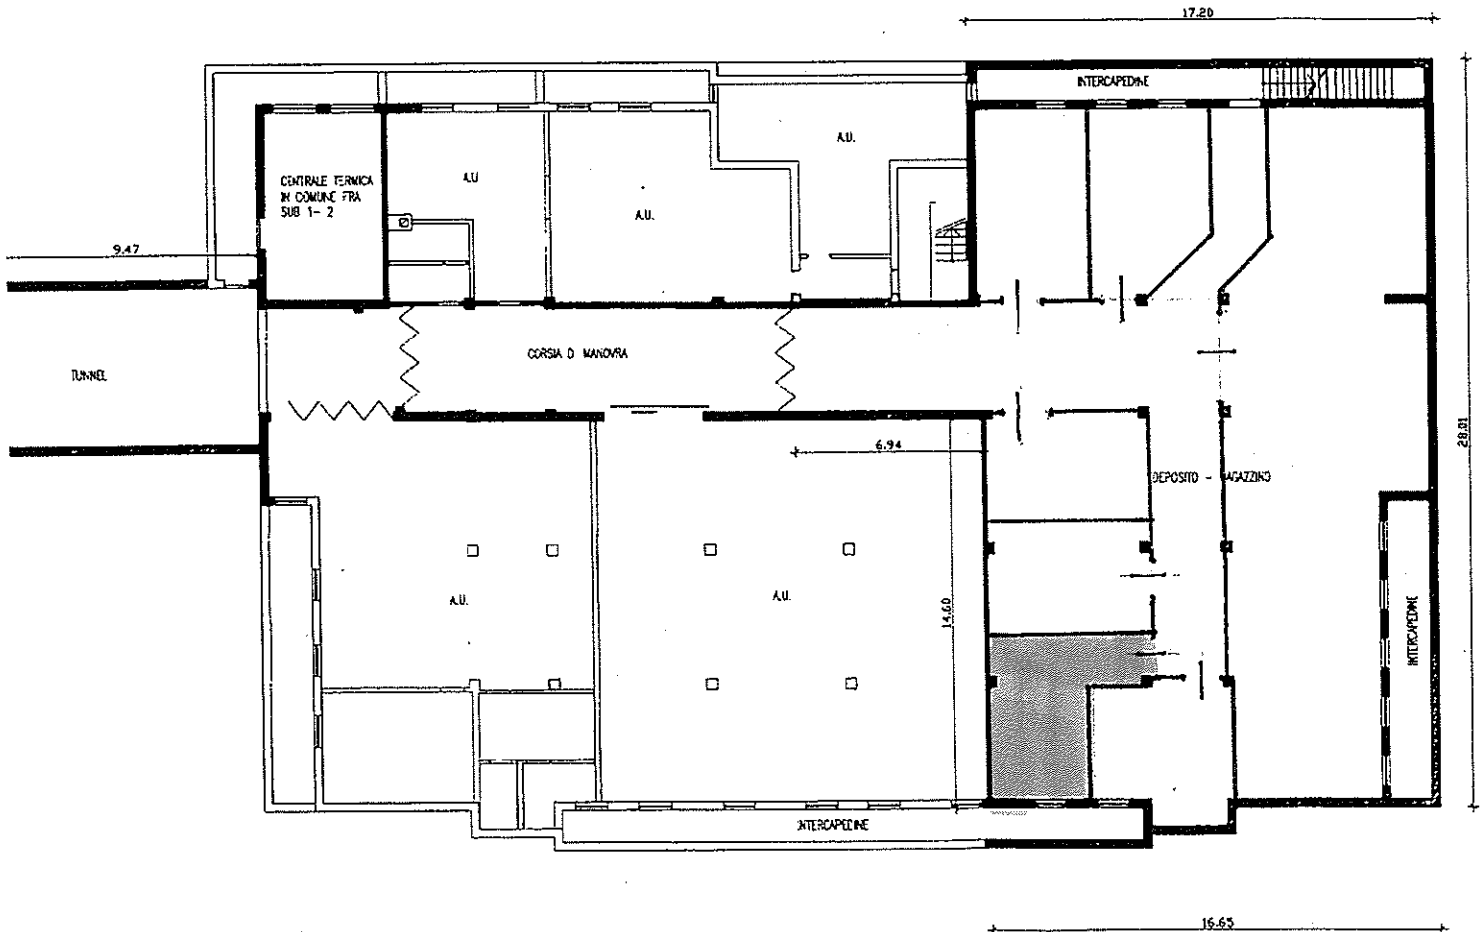 17.20
INTERCAPEDINE
A.U.
CENTRALE TERMICA
IN COMUNE FRA
SUB 1- 2
A.U
A.U.
9.47
TUNNEL
CORSIA D MANOVRA
6.94
28.01
DEPOSITO - AGAZZINO
A.U.
A.U.
14.60
INTERCAPEDINE
INTERCAPEDINE
16.65